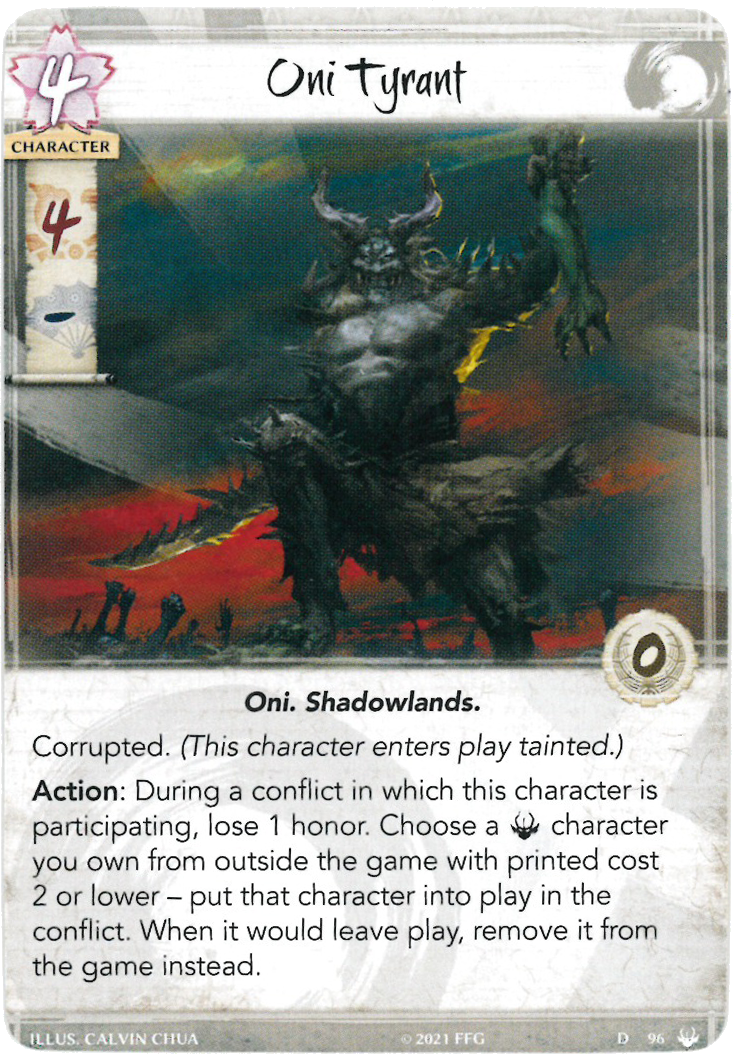 4
Oni Tyrant
CHARACTER
4
-
0
Oni. Shadowlands.
Corrupted. (This character enters play tainted.)
Action: During a conflict in which this character is
participating, lose 1 honor. Choose a character
you own from outside the game with printed cost
2 or lower – put that character into play in the
conflict. When it would leave play, remove it from
the game instead.
ILLUS. CALVIN CHUA
© 2021 FFG
D 96